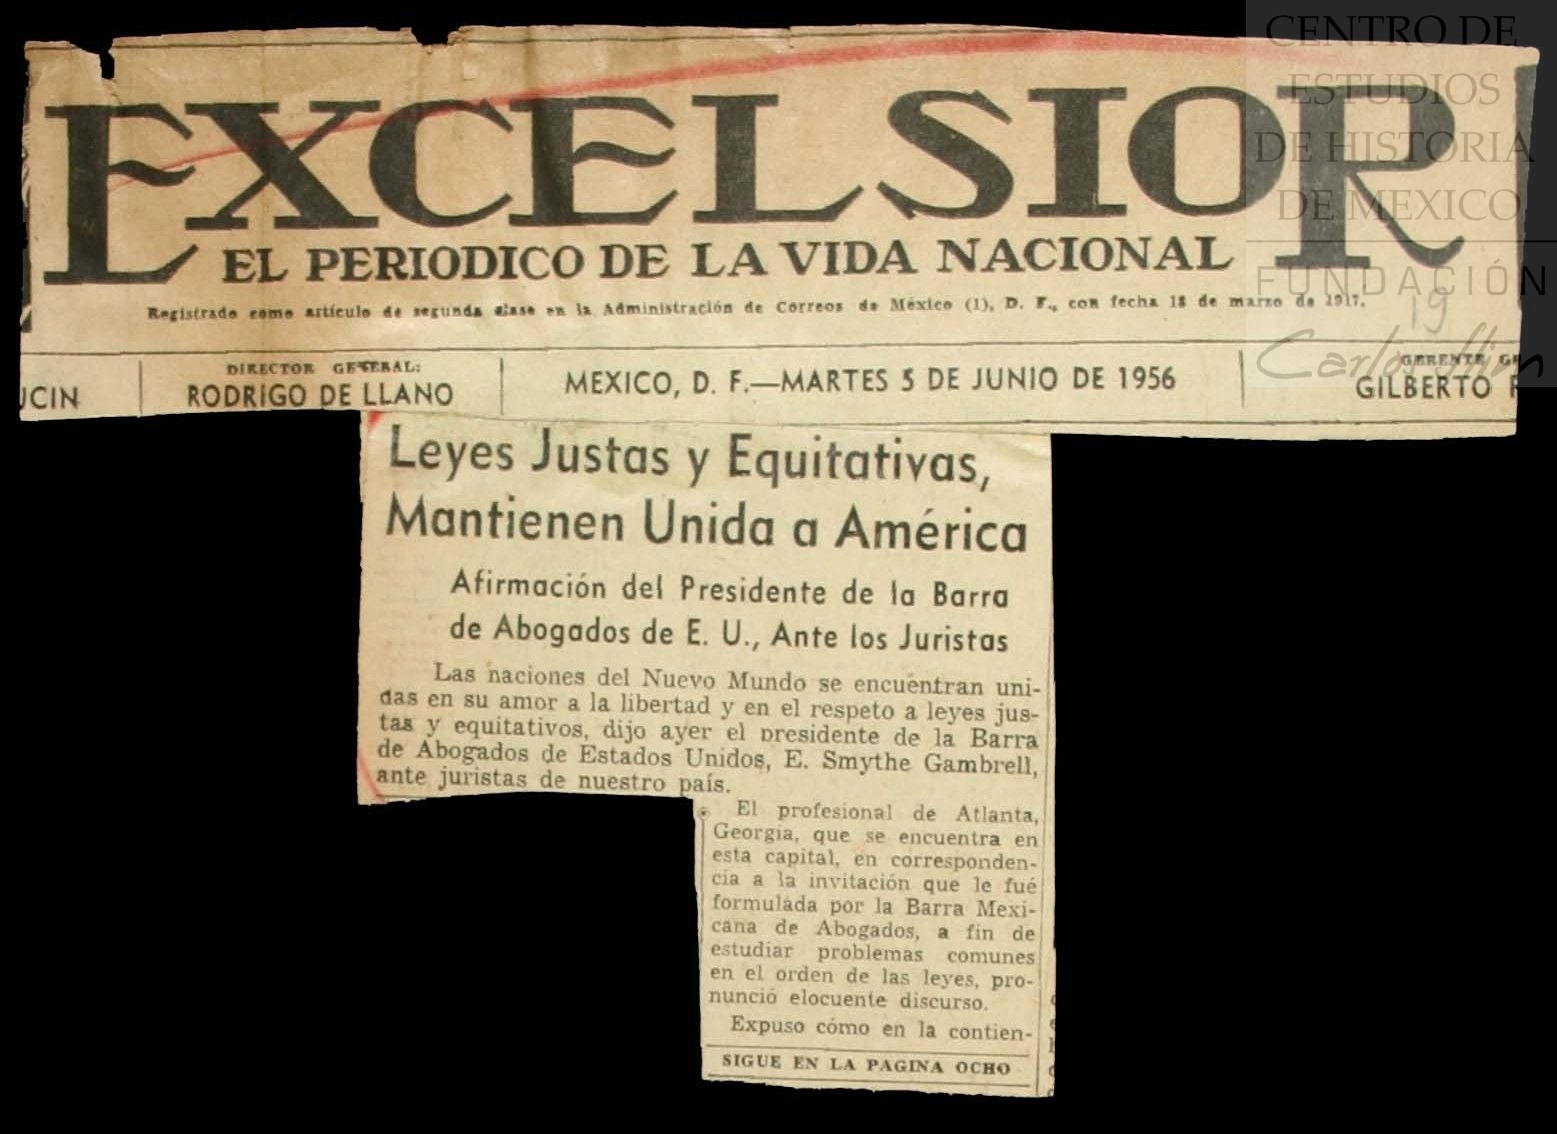 EXCELSIOR
EL PERIODICO DE LA VIDA NACIONAL
Registrado como artículo de segunda clase en la Administración de Correos de México (1), D. F., con fecha 18 de marzo de 1917.
19
DIRECTOR GENERAL:
RODRIGO DE LLANO
MEXICO, D. F.—MARTES 5 DE JUNIO DE 1956
GERENTE
GILBERTO
Leyes Justas y Equitativas,
Mantienen Unida a América
Afirmación del Presidente de la Barra
de Abogados de E. U., Ante los Juristas
Las naciones del Nuevo Mundo se encuentran uni-
das en su amor a la libertad y en el respeto a leyes jus-
tas y equitativos, dijo ayer el presidente de la Barra
de Abogados de Estados Unidos, E. Smythe Gambrell,
ante juristas de nuestro país.
El profesional de Atlanta,
Georgia, que se encuentra en
esta capital, en corresponden-
cia a la invitación que le fué
formulada por la Barra Mexi-
cana de Abogados, a fin de
estudiar problemas comunes
en el orden de las leyes, pro-
nunció elocuente discurso.
Expuso cómo en la contien-
SIGUE EN LA PAGINA OCHO
CENTRO DE
ESTUDIOS
DE HISTORIA
DE MEXICO
FUNDACIÓN
Carlos Slim